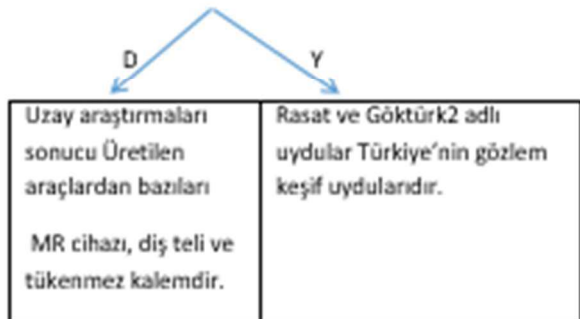 D
Y
Uzay araştırmaları
sonucu Üretilen
araçlardan bazıları
MR cihazı, diş teli ve
tükenmez kalemdir.
Rasat ve Göktürk2 adlı
uydular Türkiye'nin gözlem
keşif uydularıdır.